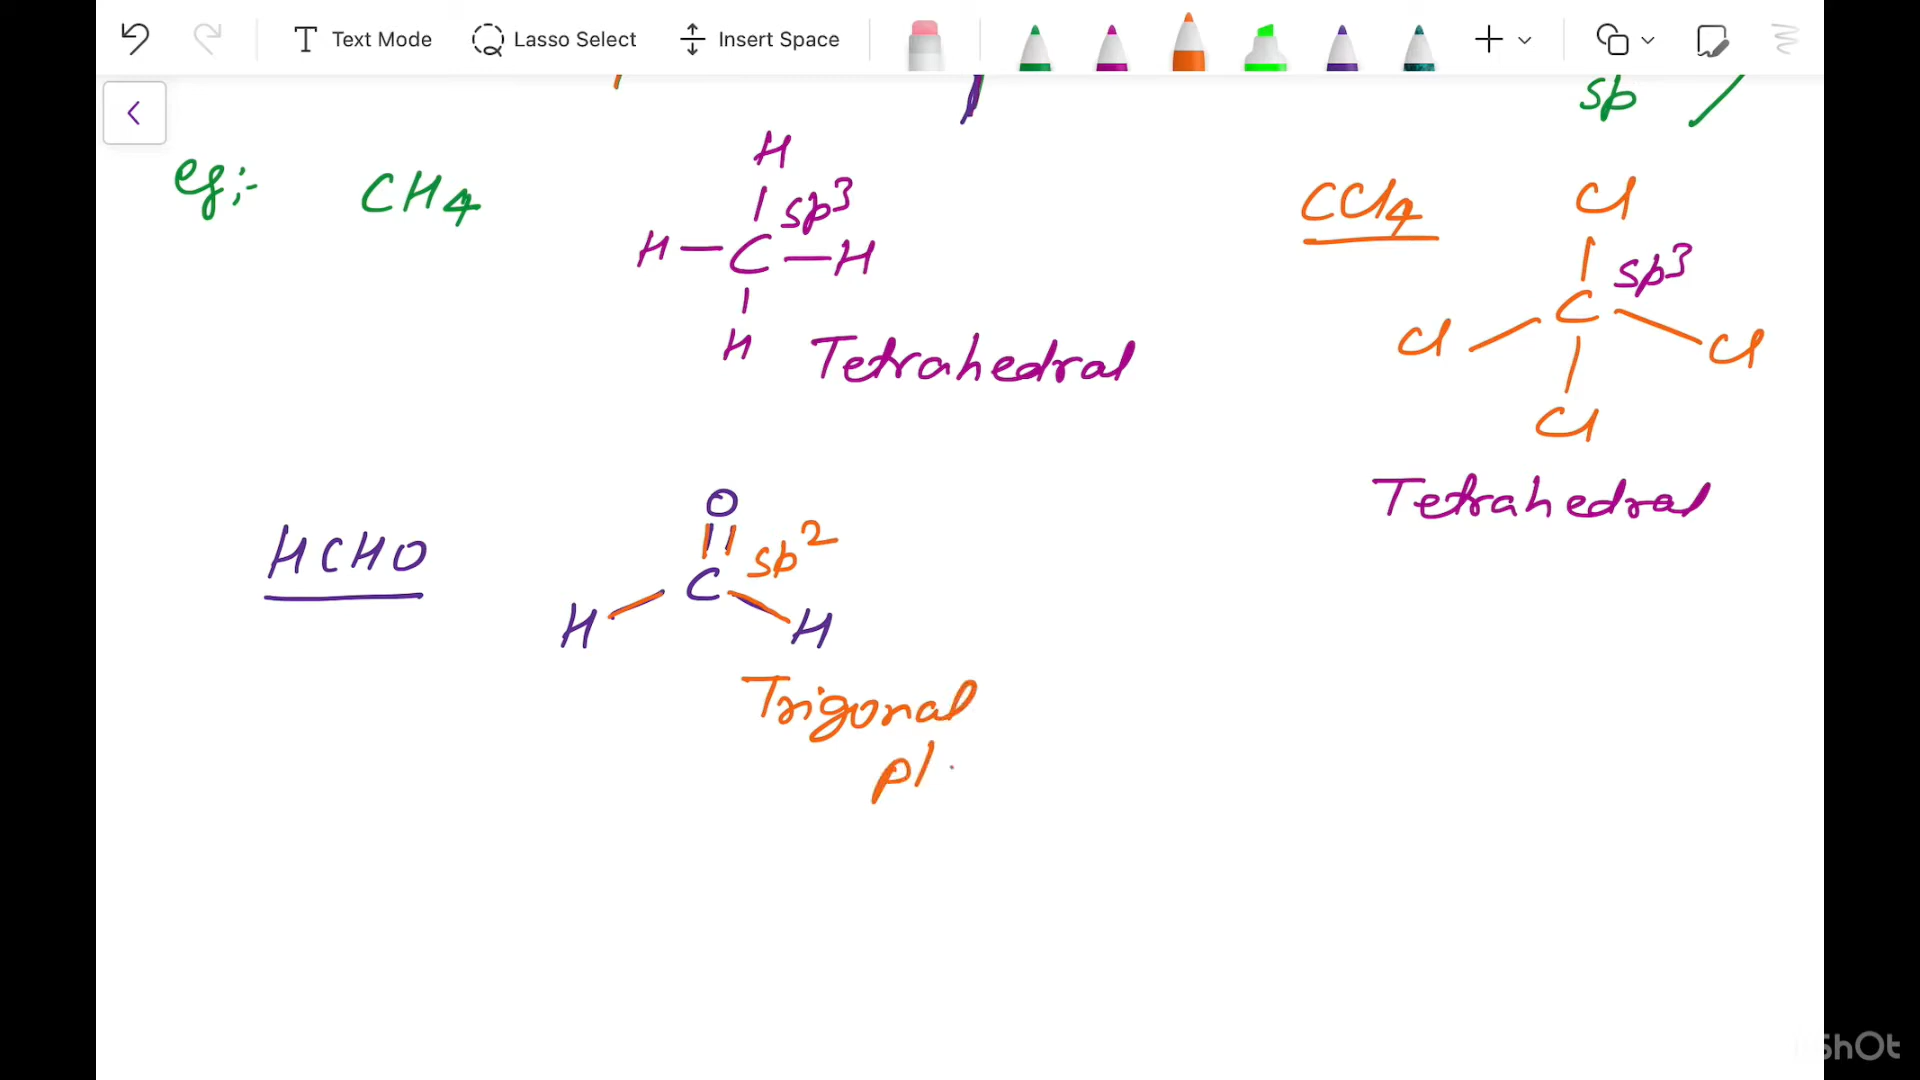 Text Mode Lasso Select Insert Space
sp
eg:- CH4
H
sp3
H-C-H
H
Tetrahedral
CCl4
Cl
sp3
Cl C Cl
Cl
Tetrahedral
HCHO
O
C sp2
H H
Trigonal
pl